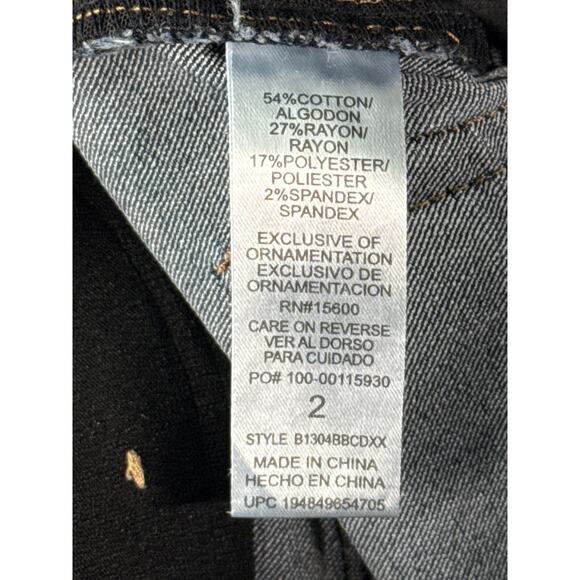 54%COTTON/
ALGODON
27%RAYON/
RAYON
17%POLYESTER/
POLIESTER
2%SPANDEX/
SPANDEX
EXCLUSIVE OF
ORNAMENTATION
EXCLUSIVO DE
ORNAMENTACION
RN#15600
CARE ON REVERSE
VER AL DORSO
PARA CUIDADO
PO# 100-00115930
2
STYLE B1304BBCDXX
MADE IN CHINA
HECHO EN CHINA
UPC 194849654705